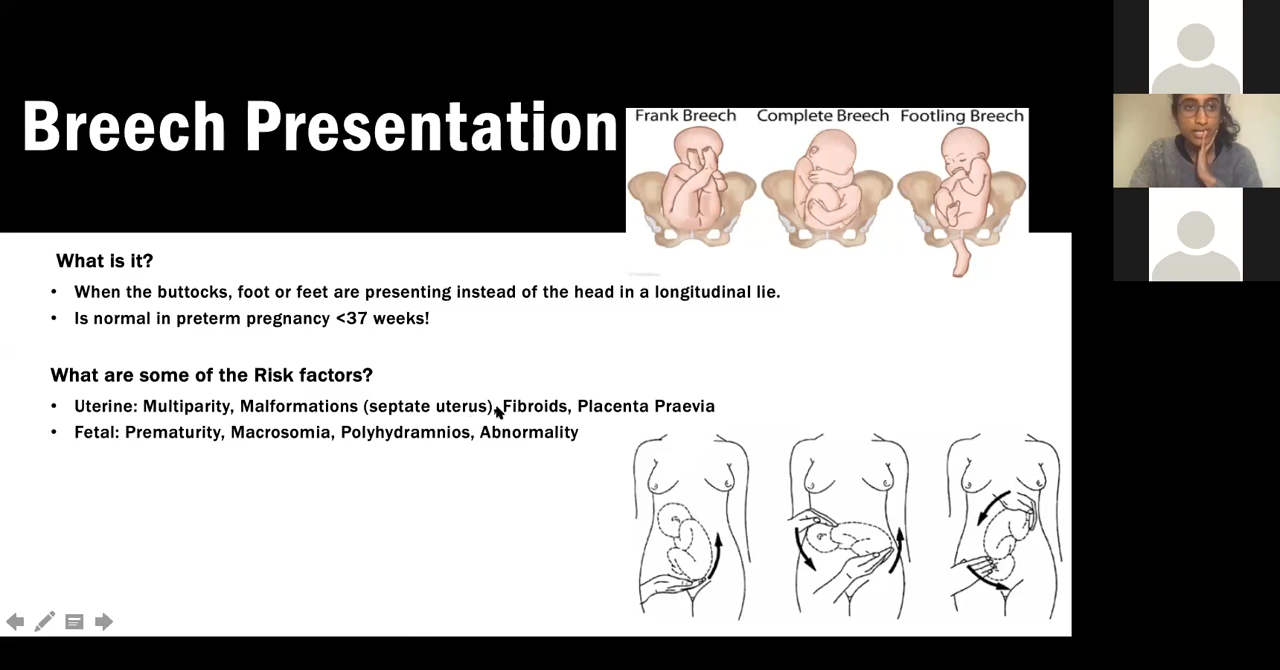 Breech Presentation
Frank Breech
Complete Breech
Footling Breech
What is it?
• When the buttocks, foot or feet are presenting instead of the head in a longitudinal lie.
• Is normal in preterm pregnancy <37 weeks!
What are some of the Risk factors?
• Uterine: Multiparity, Malformations (septate uterus), Fibroids, Placenta Praevia
• Fetal: Prematurity, Macrosomia, Polyhydramnios, Abnormality